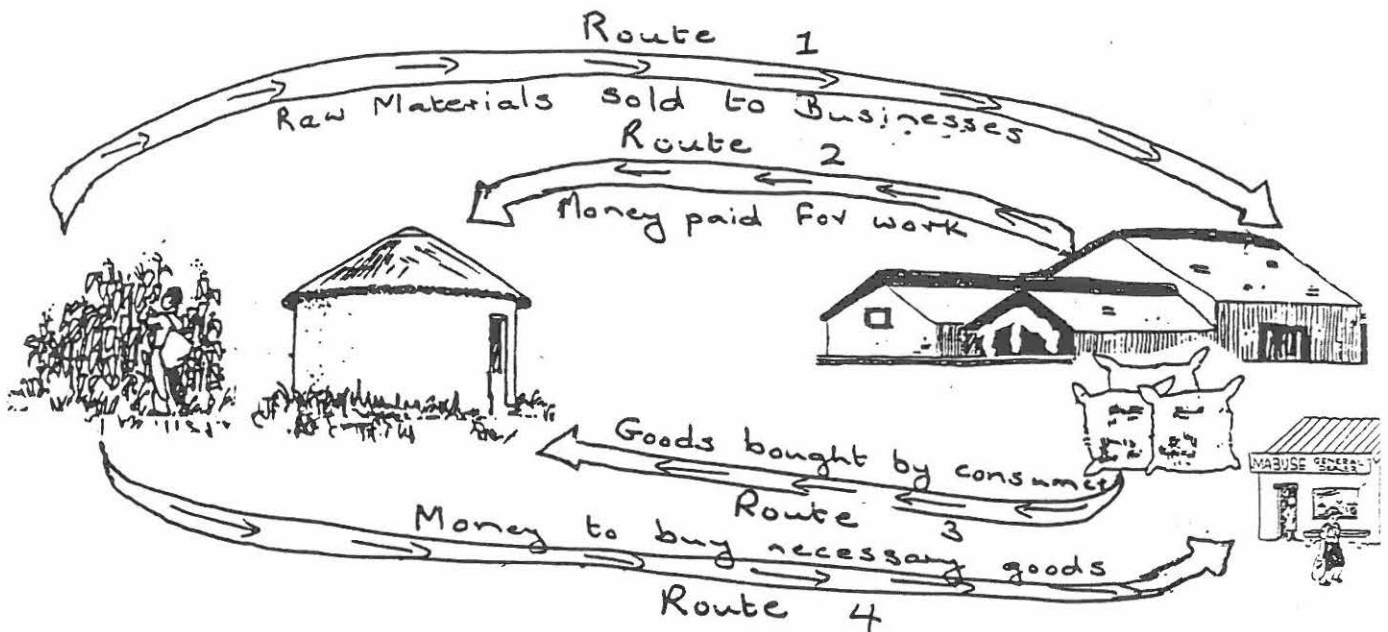 Route 1
Raw Materials sold to Businesses
Route 2
Money paid For work
Goods bought by consumer
MABUSE GENERAL
DEALER
Route 3
Money to buy necessary goods
Route 4